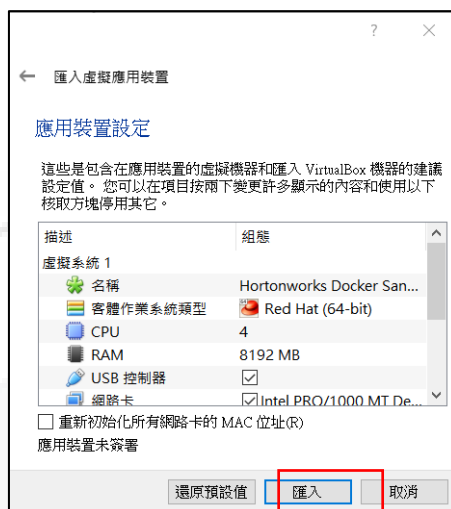 ?
匯入虛擬應用裝置
應用裝置設定
這些是包含在應用裝置的虛擬機器和匯入 VirtualBox 機器的建議
設定值。 您可以在項目按兩下變更許多顯示的內容和使用以下
核取方塊停用其它。
描述 組態
虛擬系統 1
名稱 Hortonworks Docker San...
客體作業系統類型 Red Hat (64-bit)
CPU 4
RAM 8192 MB
USB 控制器
網路卡 Intel PRO/1000 MT De...
重新初始化所有網路卡的 MAC 位址(R)
應用裝置未簽署
還原預設值 匯入 取消